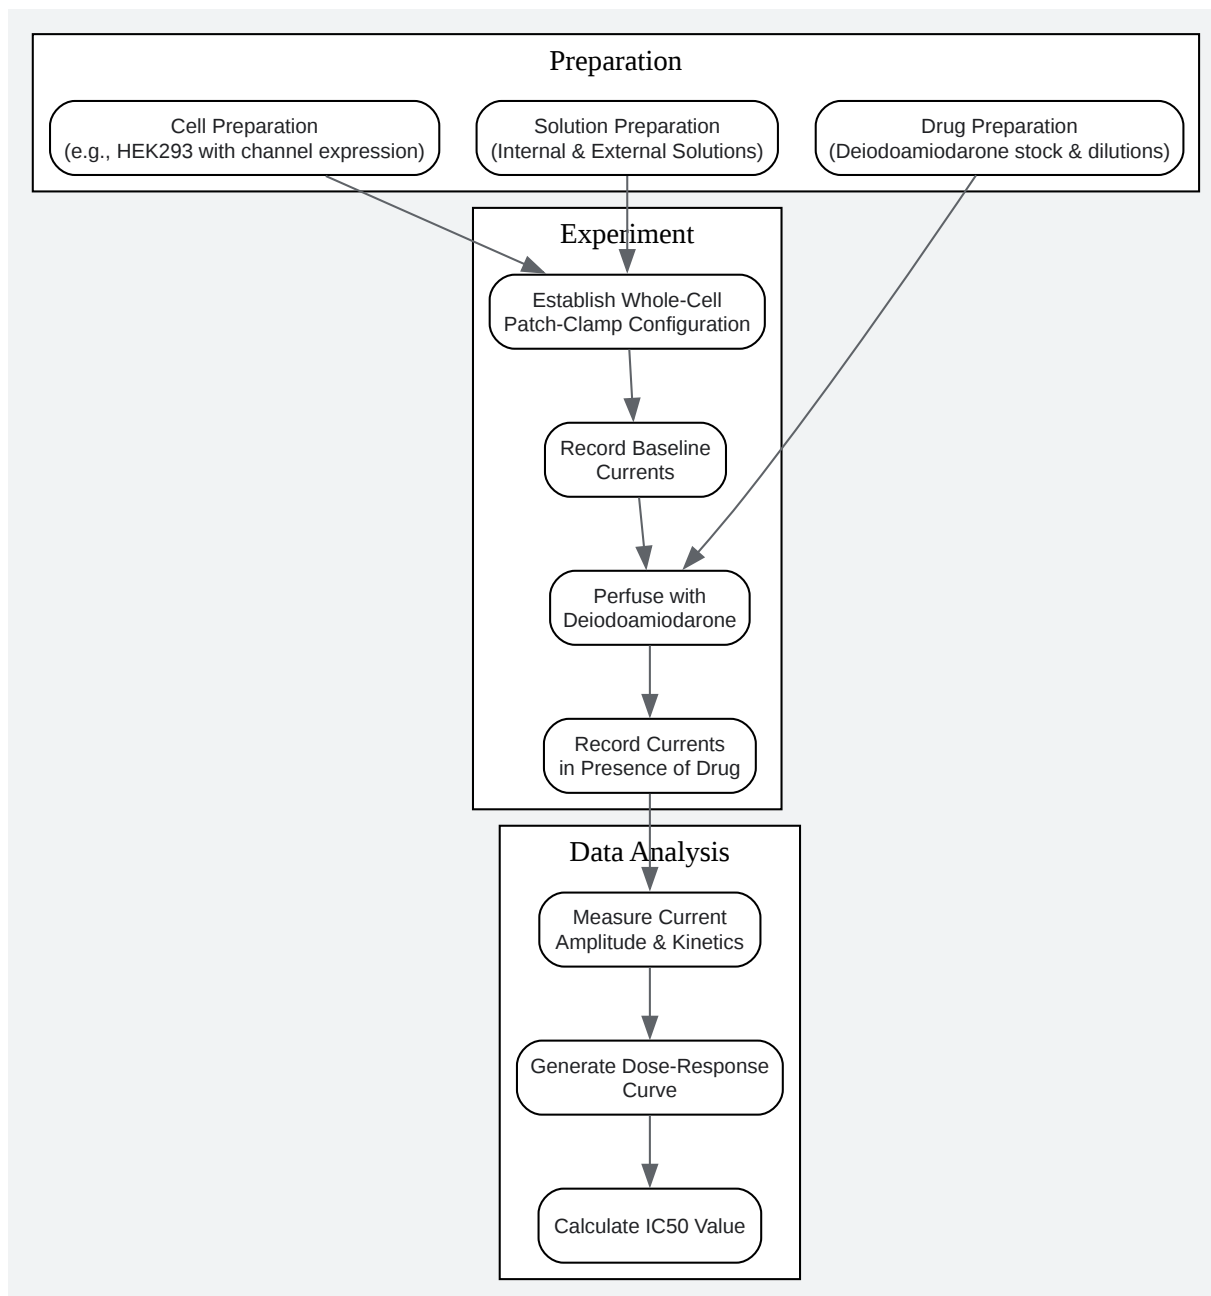 Preparation
Cell Preparation
(e.g., HEK293 with channel expression)
Solution Preparation
(Internal & External Solutions)
Drug Preparation
(Deiodoamiodarone stock & dilutions)
Experiment
Establish Whole-Cell
Patch-Clamp Configuration
Record Baseline
Currents
Perfuse with
Deiodoamiodarone
Record Currents
in Presence of Drug
Data Analysis
Measure Current
Amplitude & Kinetics
Generate Dose-Response
Curve
Calculate IC50 Value